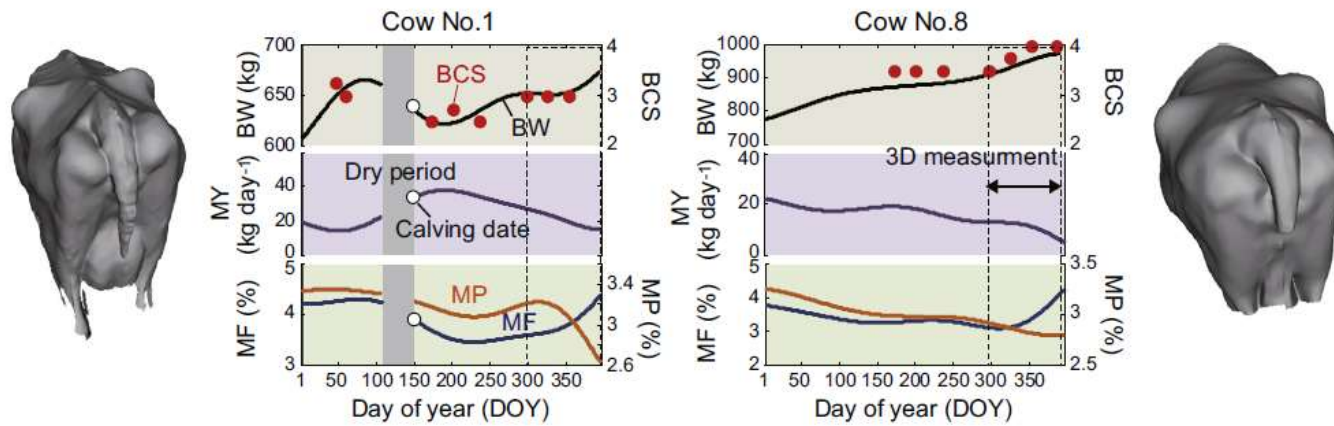 Cow No.1
700
650
600
BW (kg)
BCS
BW
4
3
2
BCS
40
20
0
MY
(kg day⁻¹)
Dry period
Calving date
5
4
3
MF (%)
MP
MF
3.4
3
2.6
MP (%)
1 50 100 150 200 250 300 350
Day of year (DOY)
Cow No.8
1000
900
800
700
BW (kg)
4
3
2
BCS
40
20
0
MY
(kg day⁻¹)
3D measurment
5
4
3
2
MF (%)
3.5
3
2.5
MP (%)
1 50 100 150 200 250 300 350
Day of year (DOY)